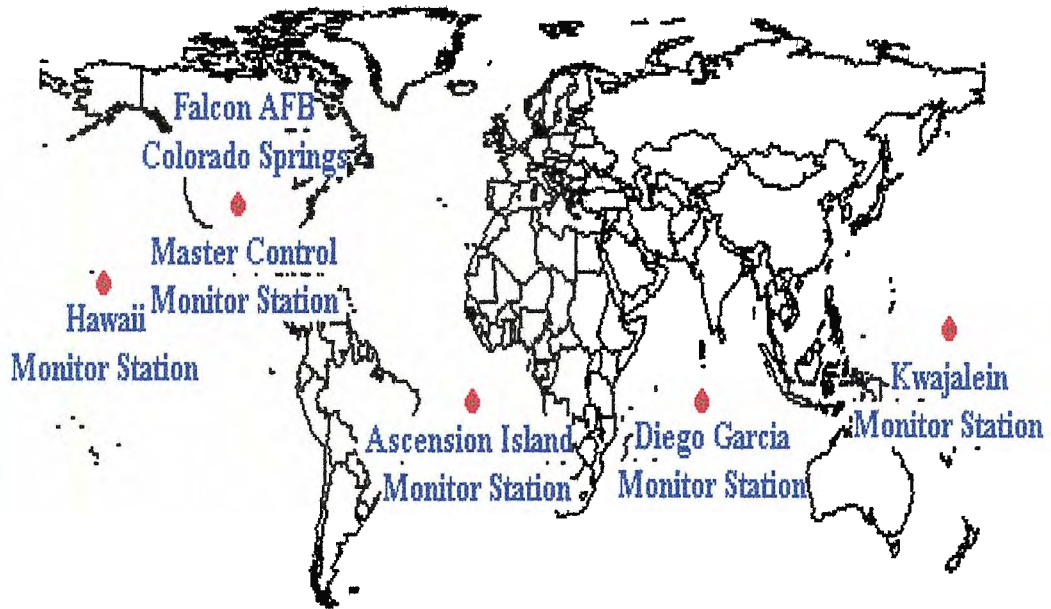 Falcon AFB
Colorado Springs
Master Control
Monitor Station
Hawaii
Monitor Station
Ascension Island
Monitor Station
Diego Garcia
Monitor Station
Kwajalein
Monitor Station